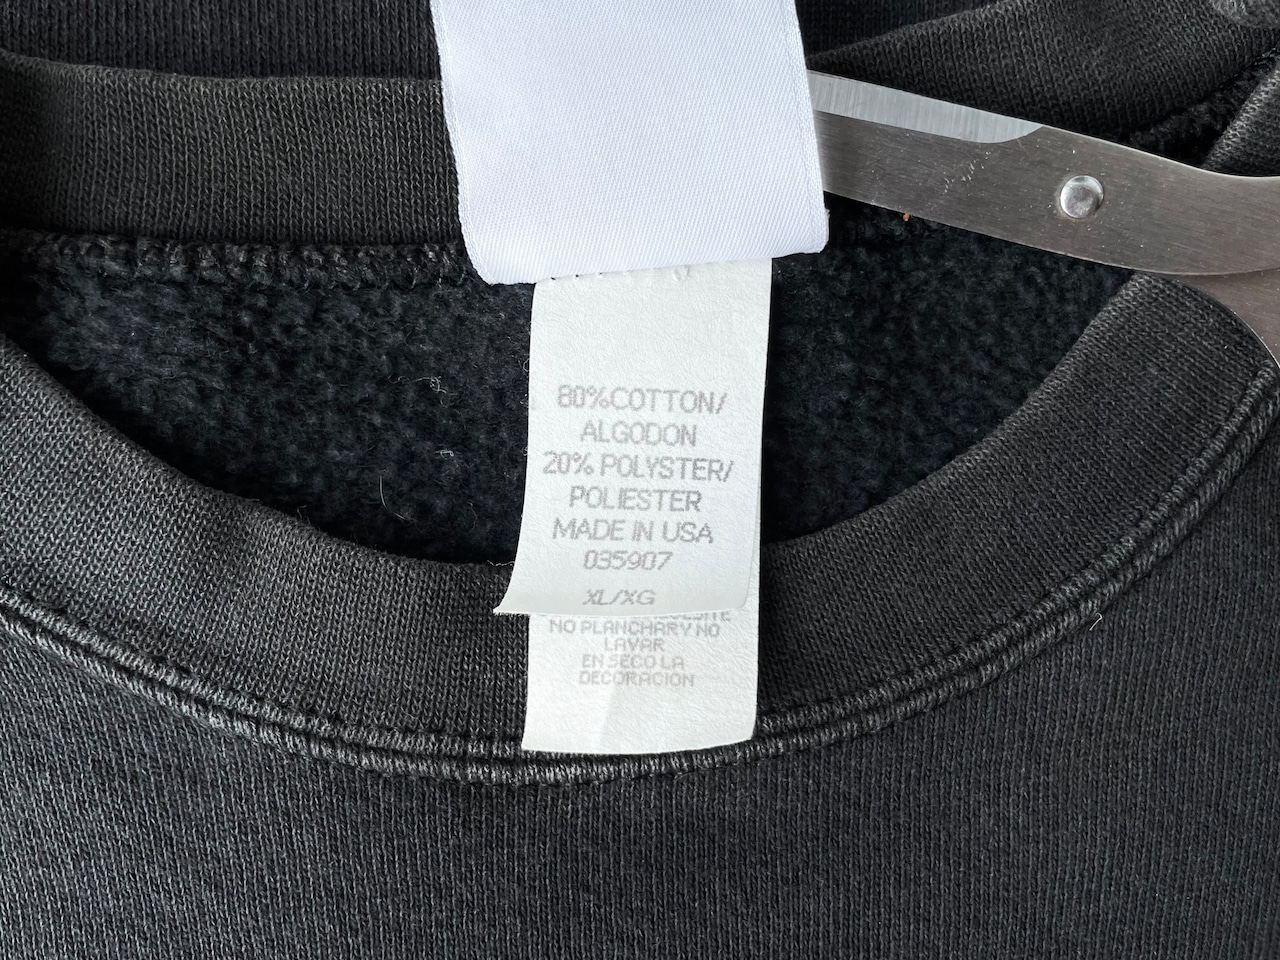 80%COTTON/
ALGODON
20% POLYSTER/
POLIESTER
MADE IN USA
035907
XL/XG
NO PLANCHAR Y NO
LAVAR
EN SECO LA
DECORACION